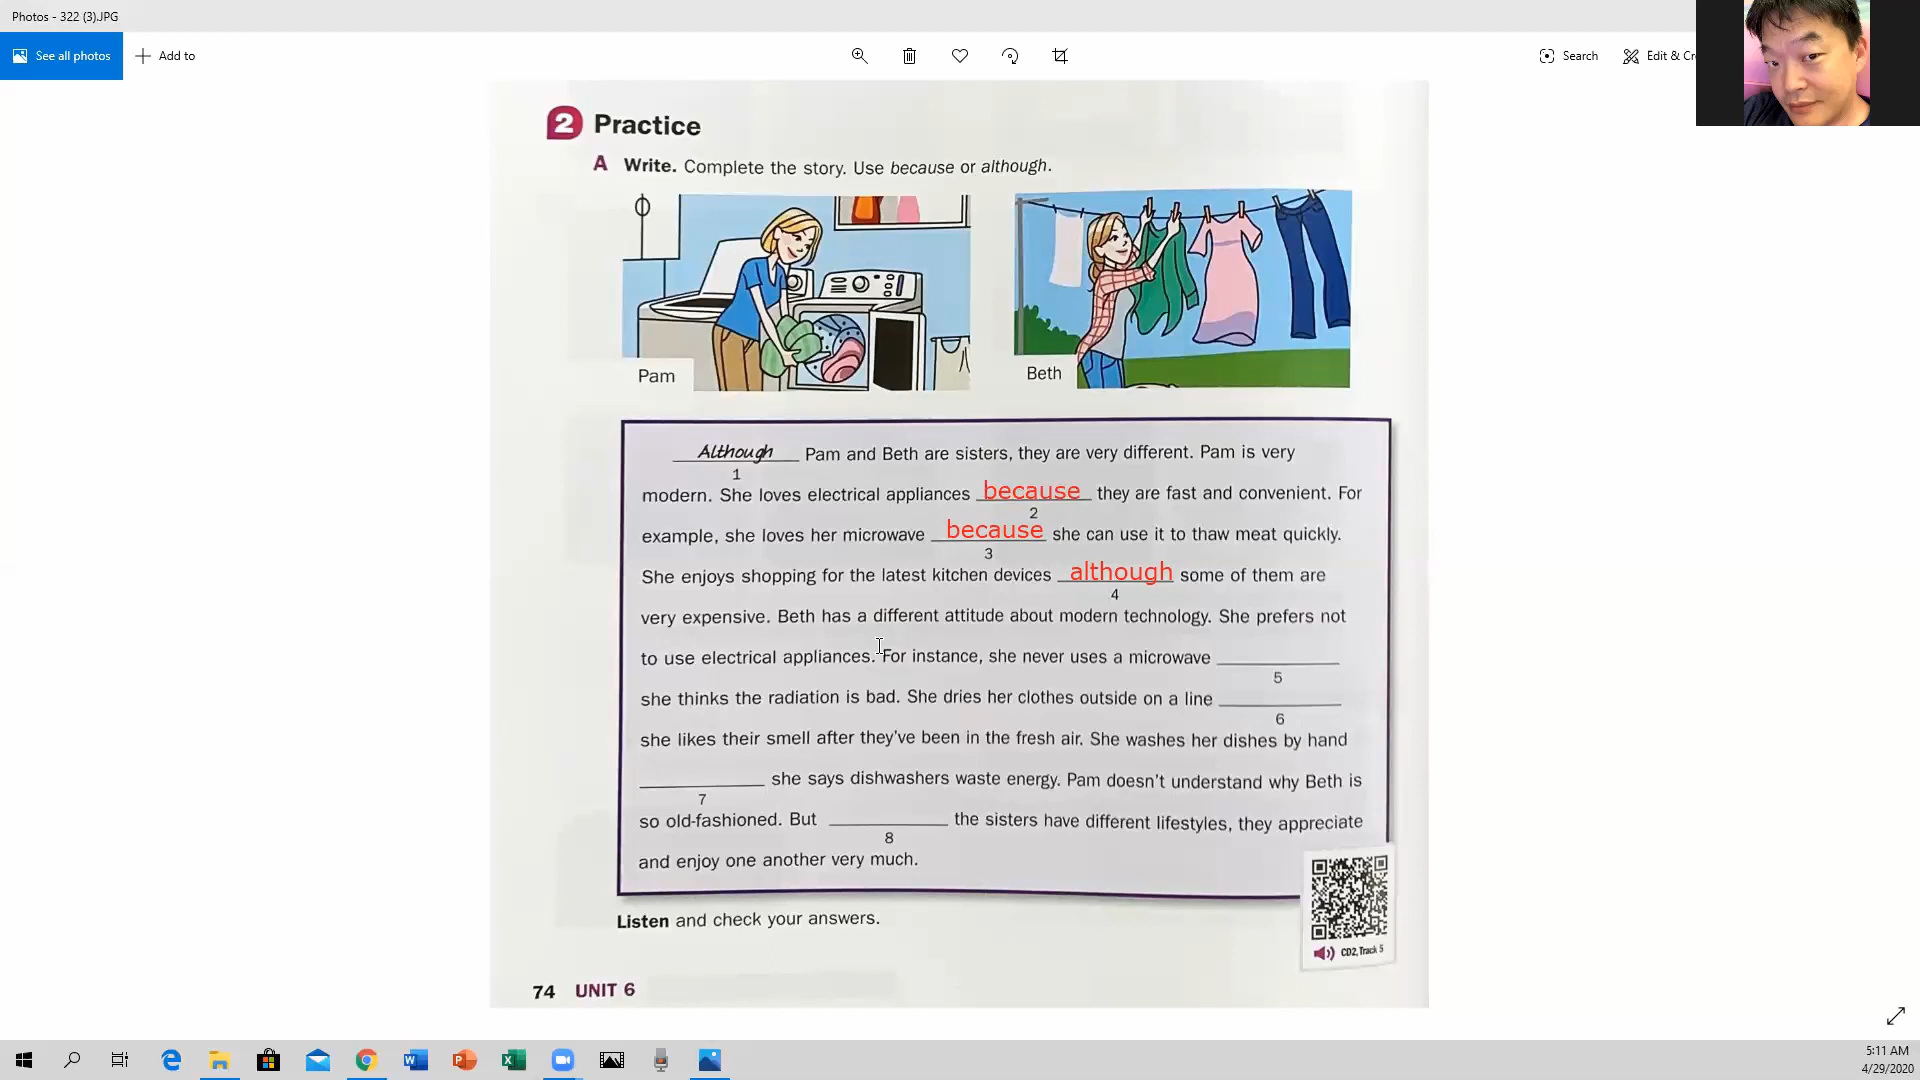 Photos - 322 (3).JPG
See all photos
Add to
Search
Edit & Cr
2 Practice
A Write. Complete the story. Use because or although.
Pam
Beth
Although Pam and Beth are sisters, they are very different. Pam is very
1
modern. She loves electrical appliances because they are fast and convenient. For
2
example, she loves her microwave because she can use it to thaw meat quickly.
3
She enjoys shopping for the latest kitchen devices although some of them are
4
very expensive. Beth has a different attitude about modern technology. She prefers not
to use electrical appliances. For instance, she never uses a microwave
5
she thinks the radiation is bad. She dries her clothes outside on a line
6
she likes their smell after they've been in the fresh air. She washes her dishes by hand
she says dishwashers waste energy. Pam doesn't understand why Beth is
7
so old-fashioned. But the sisters have different lifestyles, they appreciate
8
and enjoy one another very much.
CD2, Track 5
Listen and check your answers.
74 UNIT 6
5:11 AM
4/29/2020